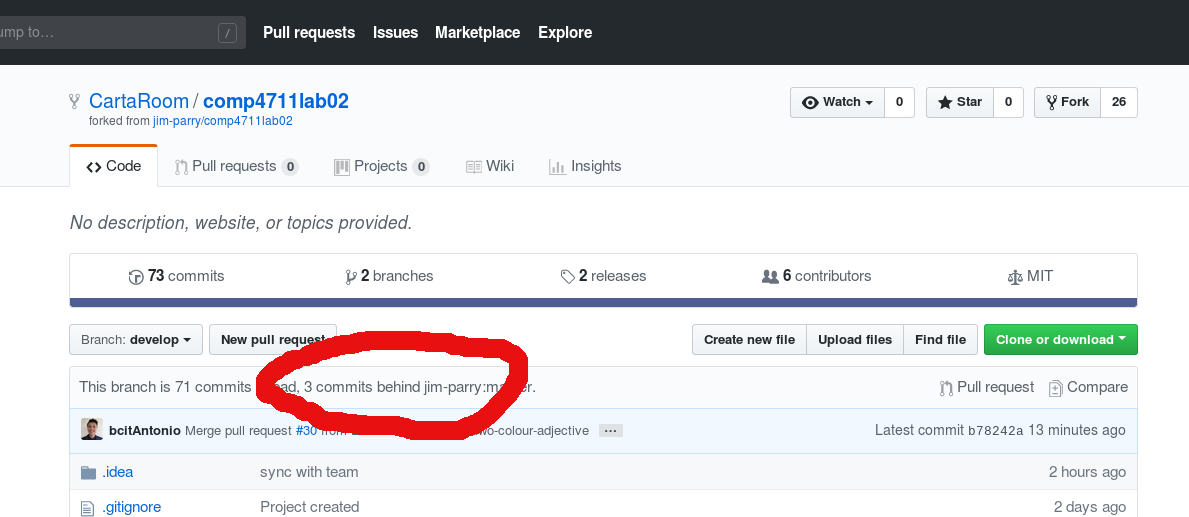 ump to… /
Pull requests Issues Marketplace Explore
CartaRoom / comp4711lab02
forked from jim-parry/comp4711lab02
Watch 0 Star 0 Fork 26
Code Pull requests 0 Projects 0 Wiki Insights
No description, website, or topics provided.
73 commits 2 branches 2 releases 6 contributors MIT
Branch: develop New pull request Create new file Upload files Find file Clone or download
This branch is 71 commits ad, 3 commits behind jim-parry:ma er. Pull request Compare
bcitAntonio Merge pull request #30 wo-colour-adjective … Latest commit b78242a 13 minutes ago
.idea sync with team 2 hours ago
.gitignore Project created 2 days ago